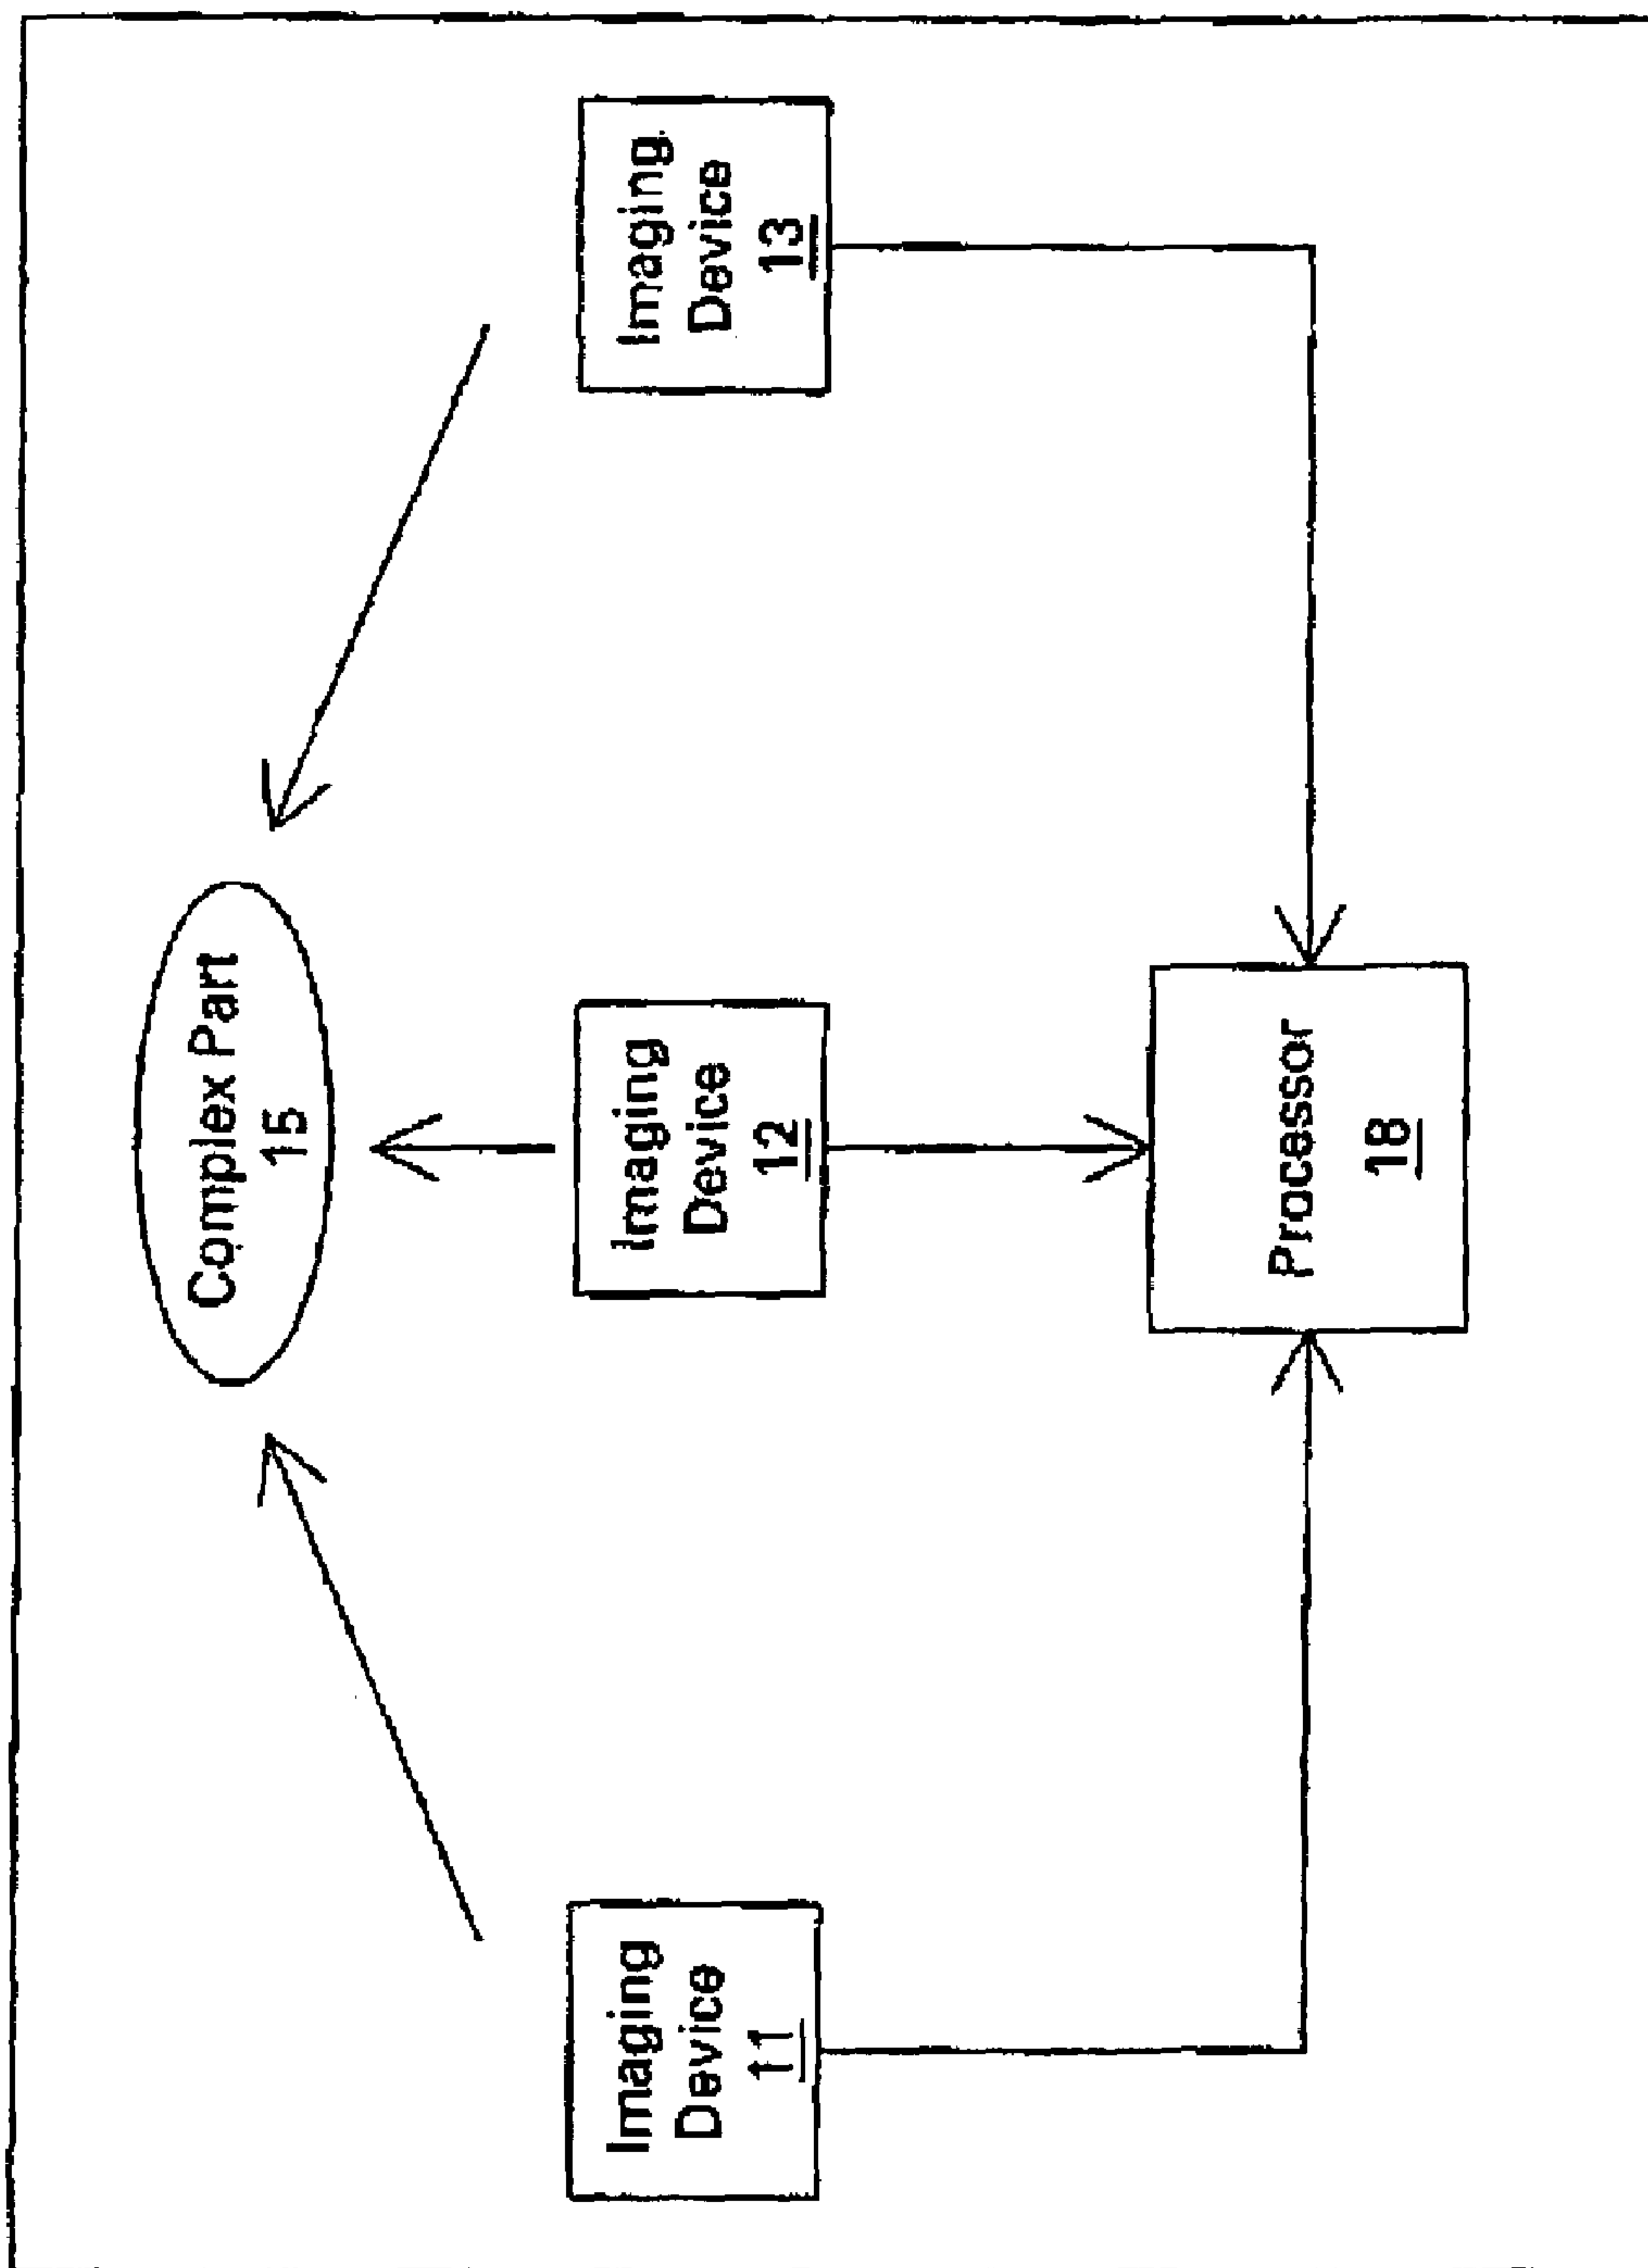 Complex Part
15
Imaging
Device
11
Imaging
Device
12
Imaging
Device
13
Processor
18